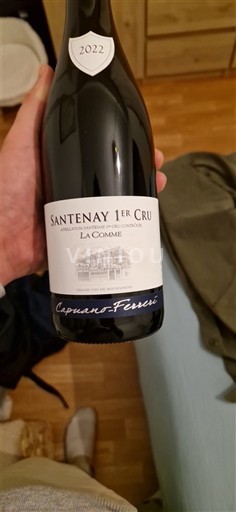 2022
SANTENAY 1ER CRU
APPELLATION SANTENAY 1ER CRU CONTRÔLÉE
LA COMME
Capuano-Ferreri